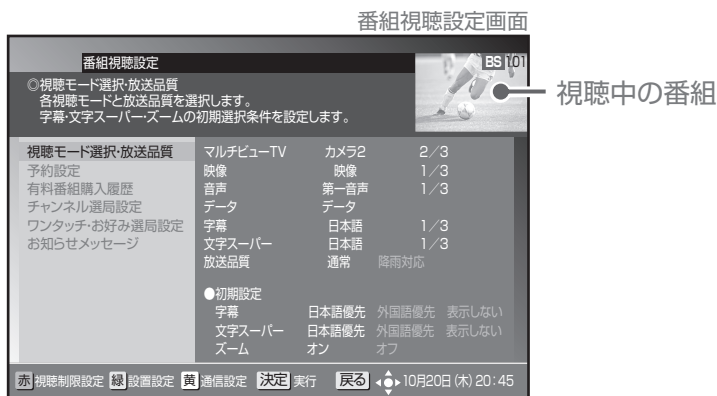 番組視聴設定画面
番組視聴設定
BS 101
◎視聴モード選択・放送品質
各視聴モードと放送品質を選択します。
字幕・文字スーパー・ズームの初期選択条件を設定します。
視聴中の番組
視聴モード選択・放送品質
予約設定
有料番組購入履歴
チャンネル選局設定
ワンタッチ・お好み選局設定
お知らせメッセージ
マルチビューTV カメラ2 2/3
映像 映像 1/3
音声 第一音声 1/3
データ データ
字幕 日本語 1/3
文字スーパー 日本語 1/3
放送品質 通常 降雨対応
●初期設定
字幕 日本語優先 外国語優先 表示しない
文字スーパー 日本語優先 外国語優先 表示しない
ズーム オン オフ
赤 視聴制限設定 緑 設置設定 黄 通信設定 決定 実行 戻る 10月20日(木)20:45